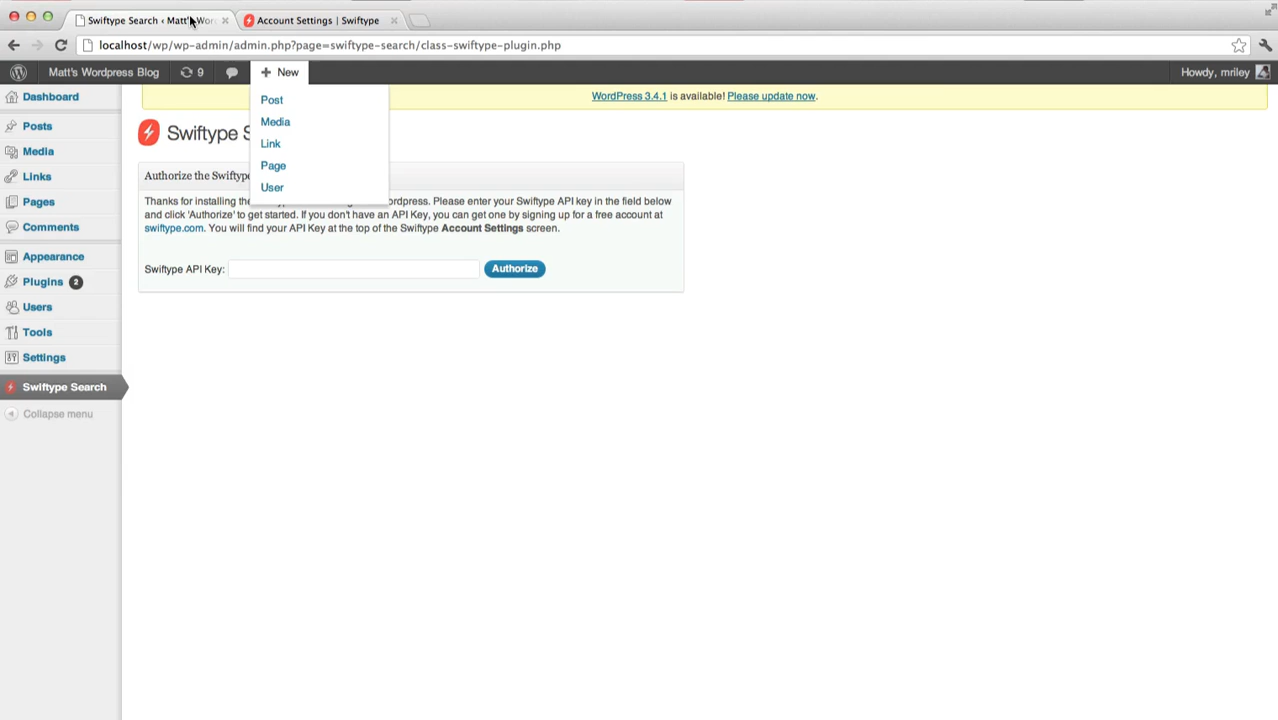 Swiftype Search ‹ Matt's Wor
Account Settings | Swiftype
localhost/wp/wp-admin/admin.php?page=swiftype-search/class-swiftype-plugin.php
Matt's Wordpress Blog
9
+ New
Howdy, mriley
WordPress 3.4.1 is available! Please update now.
Dashboard
Posts
Media
Links
Pages
Comments
Appearance
Plugins 2
Users
Tools
Settings
Swiftype Search
Collapse menu
Post
Media
Link
Page
User
Swiftype S
Authorize the Swiftype
Thanks for installing the ordpress. Please enter your Swiftype API key in the field below
and click 'Authorize' to get started. If you don't have an API Key, you can get one by signing up for a free account at
swiftype.com. You will find your API Key at the top of the Swiftype Account Settings screen.
Swiftype API Key:
Authorize